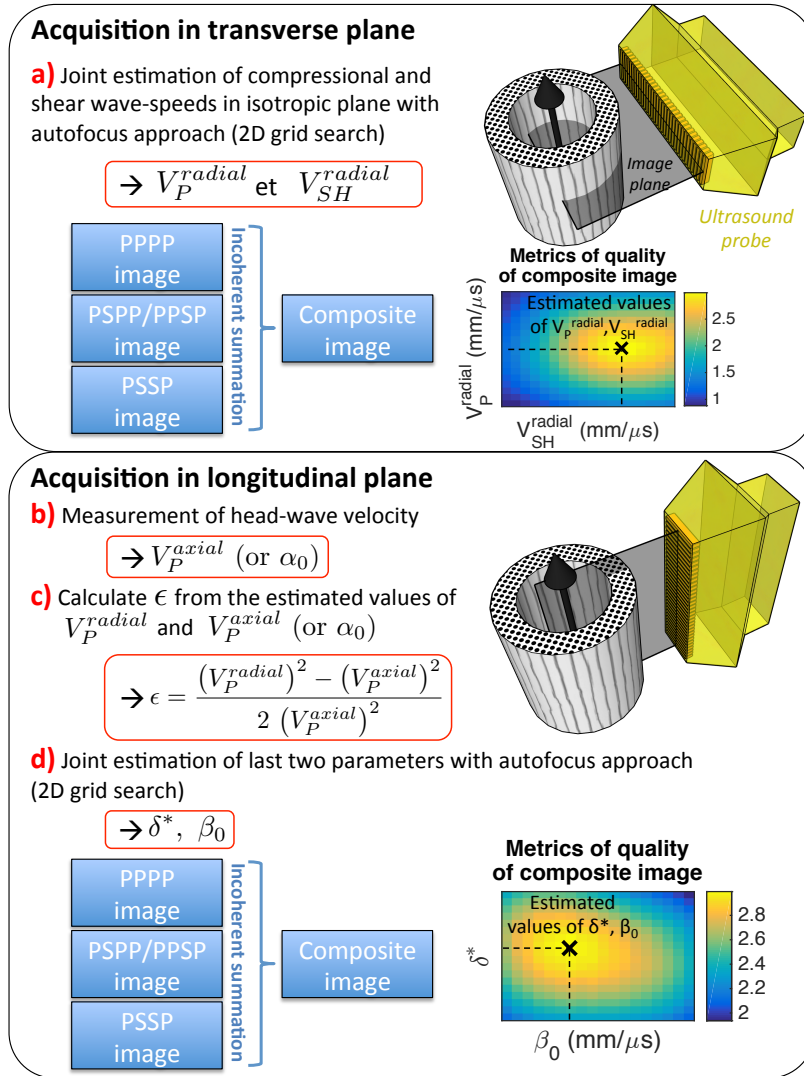 Acquisition in transverse plane
a) Joint estimation of compressional and
shear wave-speeds in isotropic plane with
autofocus approach (2D grid search)
→ V_P^{radial} et V_{SH}^{radial}
PPPP
image
PSPP/PPSP
image
PSSP
image
Incoherent summation
Composite
image
Image
plane
Ultrasound
probe
Metrics of quality
of composite image
Estimated values
of V_P^{radial}, V_{SH}^{radial}
V_P^{radial} (mm/μs)
V_{SH}^{radial} (mm/μs)
2.5
2
1.5
1
Acquisition in longitudinal plane
b) Measurement of head-wave velocity
→ V_P^{axial} (or α_0)
c) Calculate ϵ from the estimated values of
V_P^{radial} and V_P^{axial} (or α_0)
→ ϵ = \frac{(V_P^{radial})^2 - (V_P^{axial})^2}{2 (V_P^{axial})^2}
d) Joint estimation of last two parameters with autofocus approach
(2D grid search)
→ δ*, β_0
PPPP
image
PSPP/PPSP
image
PSSP
image
Incoherent summation
Composite
image
Metrics of quality
of composite image
Estimated
values of δ*, β_0
δ*
β_0 (mm/μs)
2.8
2.6
2.4
2.2
2